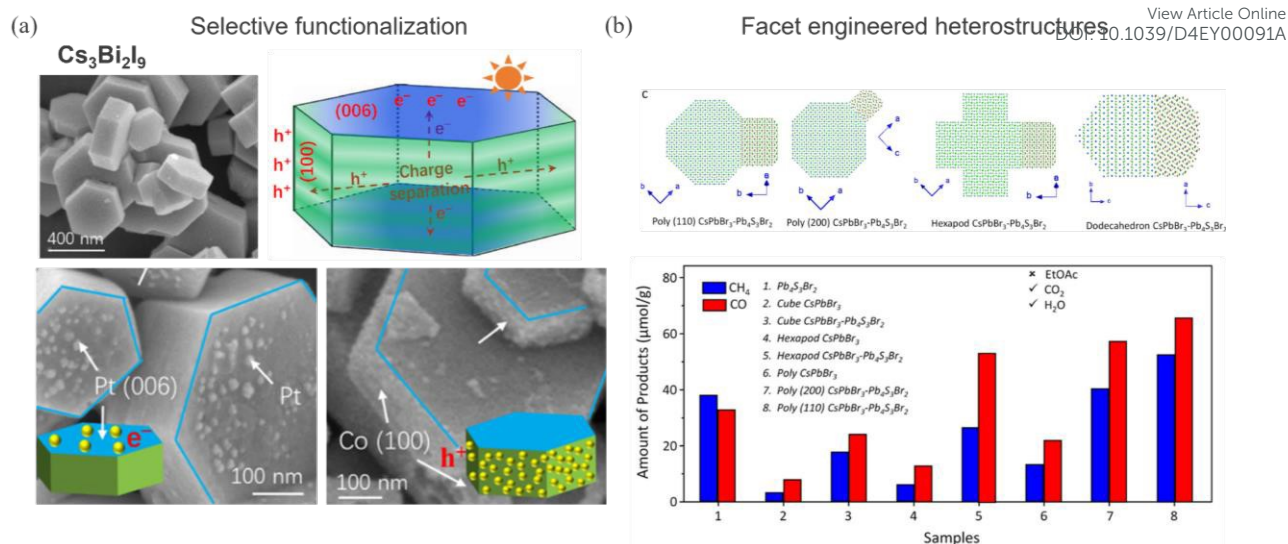 View Article Online
DOI: 10.1039/D4EY00091A
(a)
Selective functionalization
Cs₃Bi₂I₉
400 nm
(006)
e⁻ e⁻ e⁻
e⁻
h⁺
h⁺
h⁺
(100)
Charge
separation
h⁺
h⁺
e⁻
Pt (006)
e⁻
Pt
100 nm
Co (100)
h⁺
100 nm
(b)
Facet engineered heterostructures
C
a
c
b
a
b
a
a
b
b
a
a
b
b
c
a
c
Poly (110) CsPbBr₃-Pb₄S₃Br₂
Poly (200) CsPbBr₃-Pb₄S₃Br₂
Hexapod CsPbBr₃-Pb₄S₃Br₂
Dodecahedron CsPbBr₃-Pb₄S₃Br₂
Amount of Products (μmol/g)
80
60
40
20
0
CH₄
CO
1. Pb₄S₃Br₂
2. Cube CsPbBr₃
3. Cube CsPbBr₃-Pb₄S₃Br₂
4. Hexapod CsPbBr₃
5. Hexapod CsPbBr₃-Pb₄S₃Br₂
6. Poly CsPbBr₃
7. Poly (200) CsPbBr₃-Pb₄S₃Br₂
8. Poly (110) CsPbBr₃-Pb₄S₃Br₂
× EtOAc
✓ CO₂
✓ H₂O
1 2 3 4 5 6 7 8
Samples